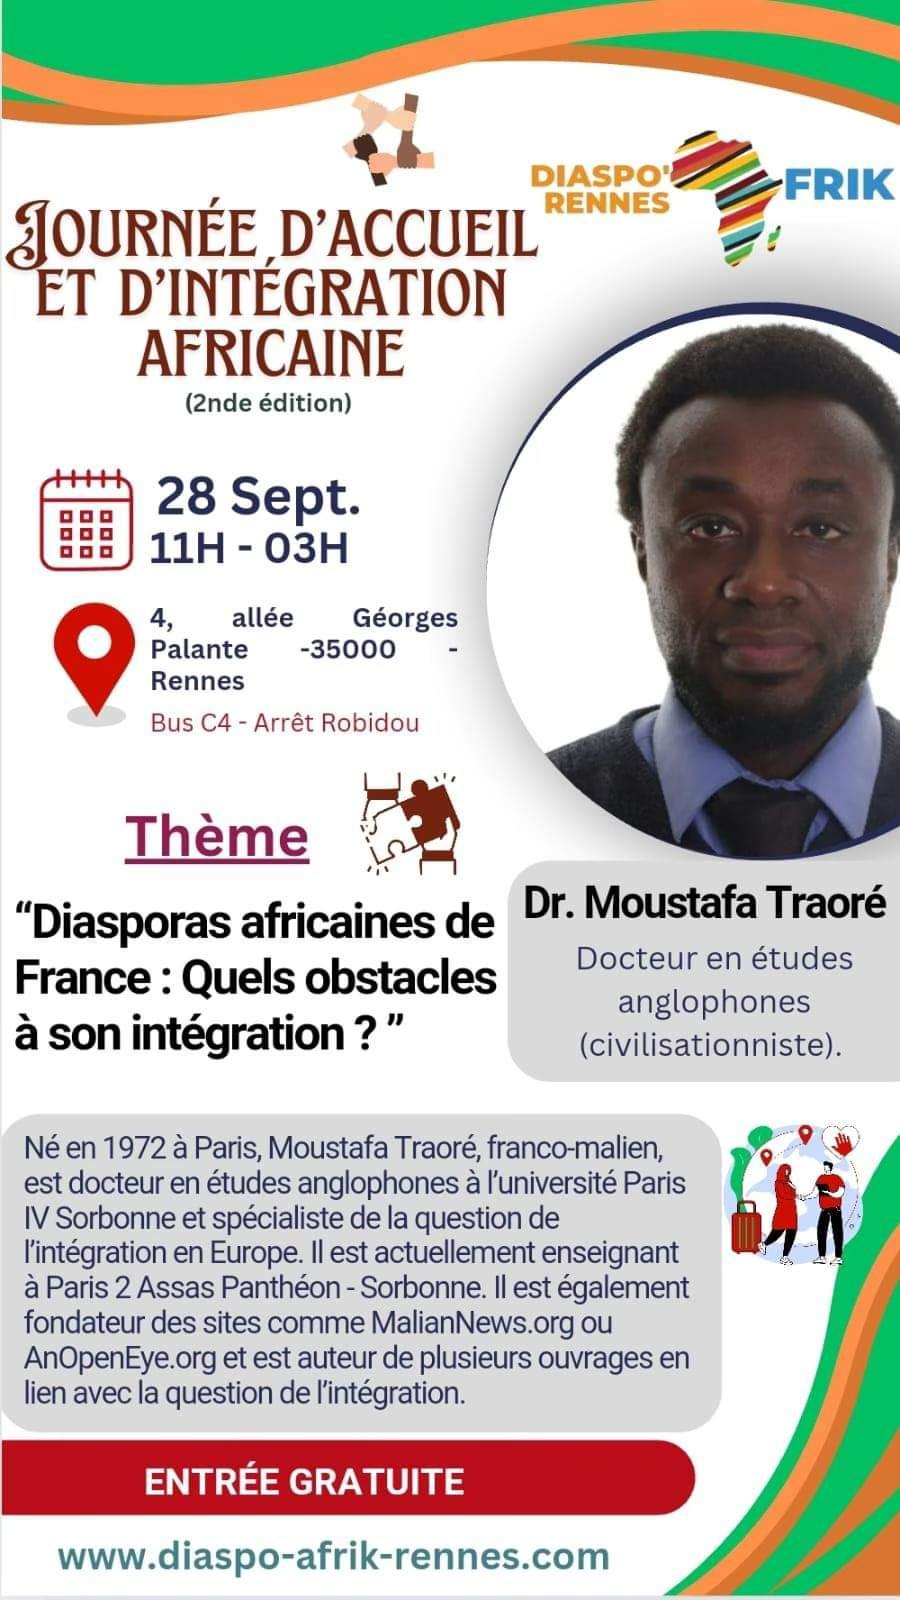 DIASPO' FRIK
RENNES
JOURNÉE D'ACCUEIL
ET D'INTÉGRATION
AFRICAINE
(2nde édition)
28 Sept.
11H - 03H
4, allée Géorges
Palante -35000 -
Rennes
Bus C4 - Arrêt Robidou
Thème
“Diasporas africaines de
France : Quels obstacles
à son intégration ? ”
Dr. Moustafa Traoré
Docteur en études
anglophones
(civilisationniste).
Né en 1972 à Paris, Moustafa Traoré, franco-malien,
est docteur en études anglophones à l’université Paris
IV Sorbonne et spécialiste de la question de
l’intégration en Europe. Il est actuellement enseignant
à Paris 2 Assas Panthéon - Sorbonne. Il est également
fondateur des sites comme MalianNews.org ou
AnOpenEye.org et est auteur de plusieurs ouvrages en
lien avec la question de l’intégration.
ENTRÉE GRATUITE
www.diaspo-afrik-rennes.com